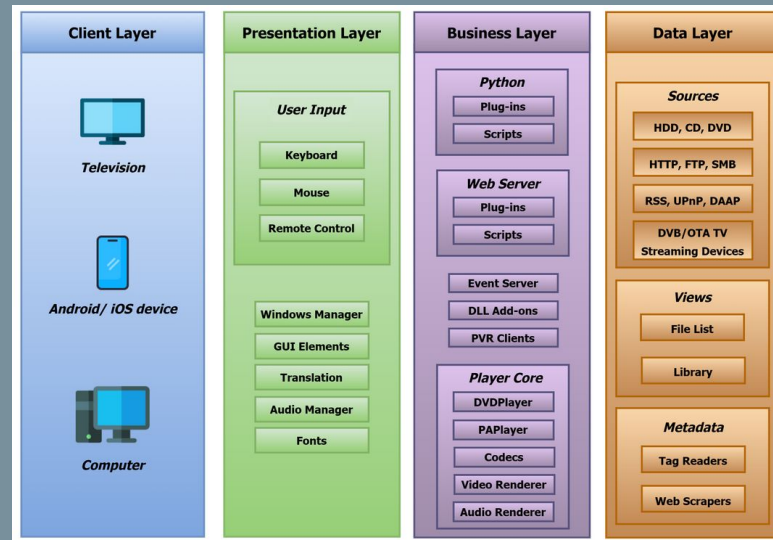 Client Layer
Television
Android/ iOS device
Computer
Presentation Layer
User Input
Keyboard
Mouse
Remote Control
Windows Manager
GUI Elements
Translation
Audio Manager
Fonts
Business Layer
Python
Plug-ins
Scripts
Web Server
Plug-ins
Scripts
Event Server
DLL Add-ons
PVR Clients
Player Core
DVDPlayer
PAPlayer
Codecs
Video Renderer
Audio Renderer
Data Layer
Sources
HDD, CD, DVD
HTTP, FTP, SMB
RSS, UPnP, DAAP
DVB/OTA TV
Streaming Devices
Views
File List
Library
Metadata
Tag Readers
Web Scrapers